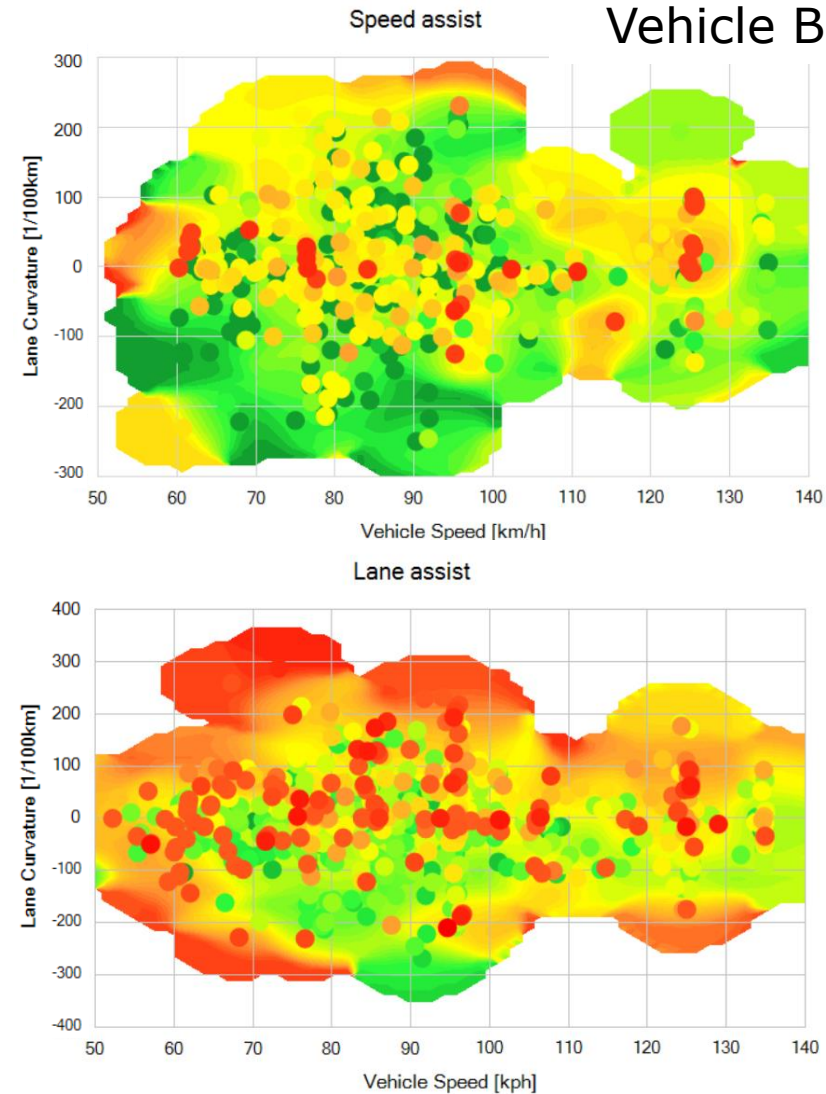 Speed assist
Vehicle B
300
200
100
0
-100
-200
-300
Lane Curvature [1/100km]
50 60 70 80 90 100 110 120 130 140
Vehicle Speed [km/h]
Lane assist
400
300
200
100
0
-100
-200
-300
-400
Lane Curvature [1/100km]
50 60 70 80 90 100 110 120 130 140
Vehicle Speed [kph]